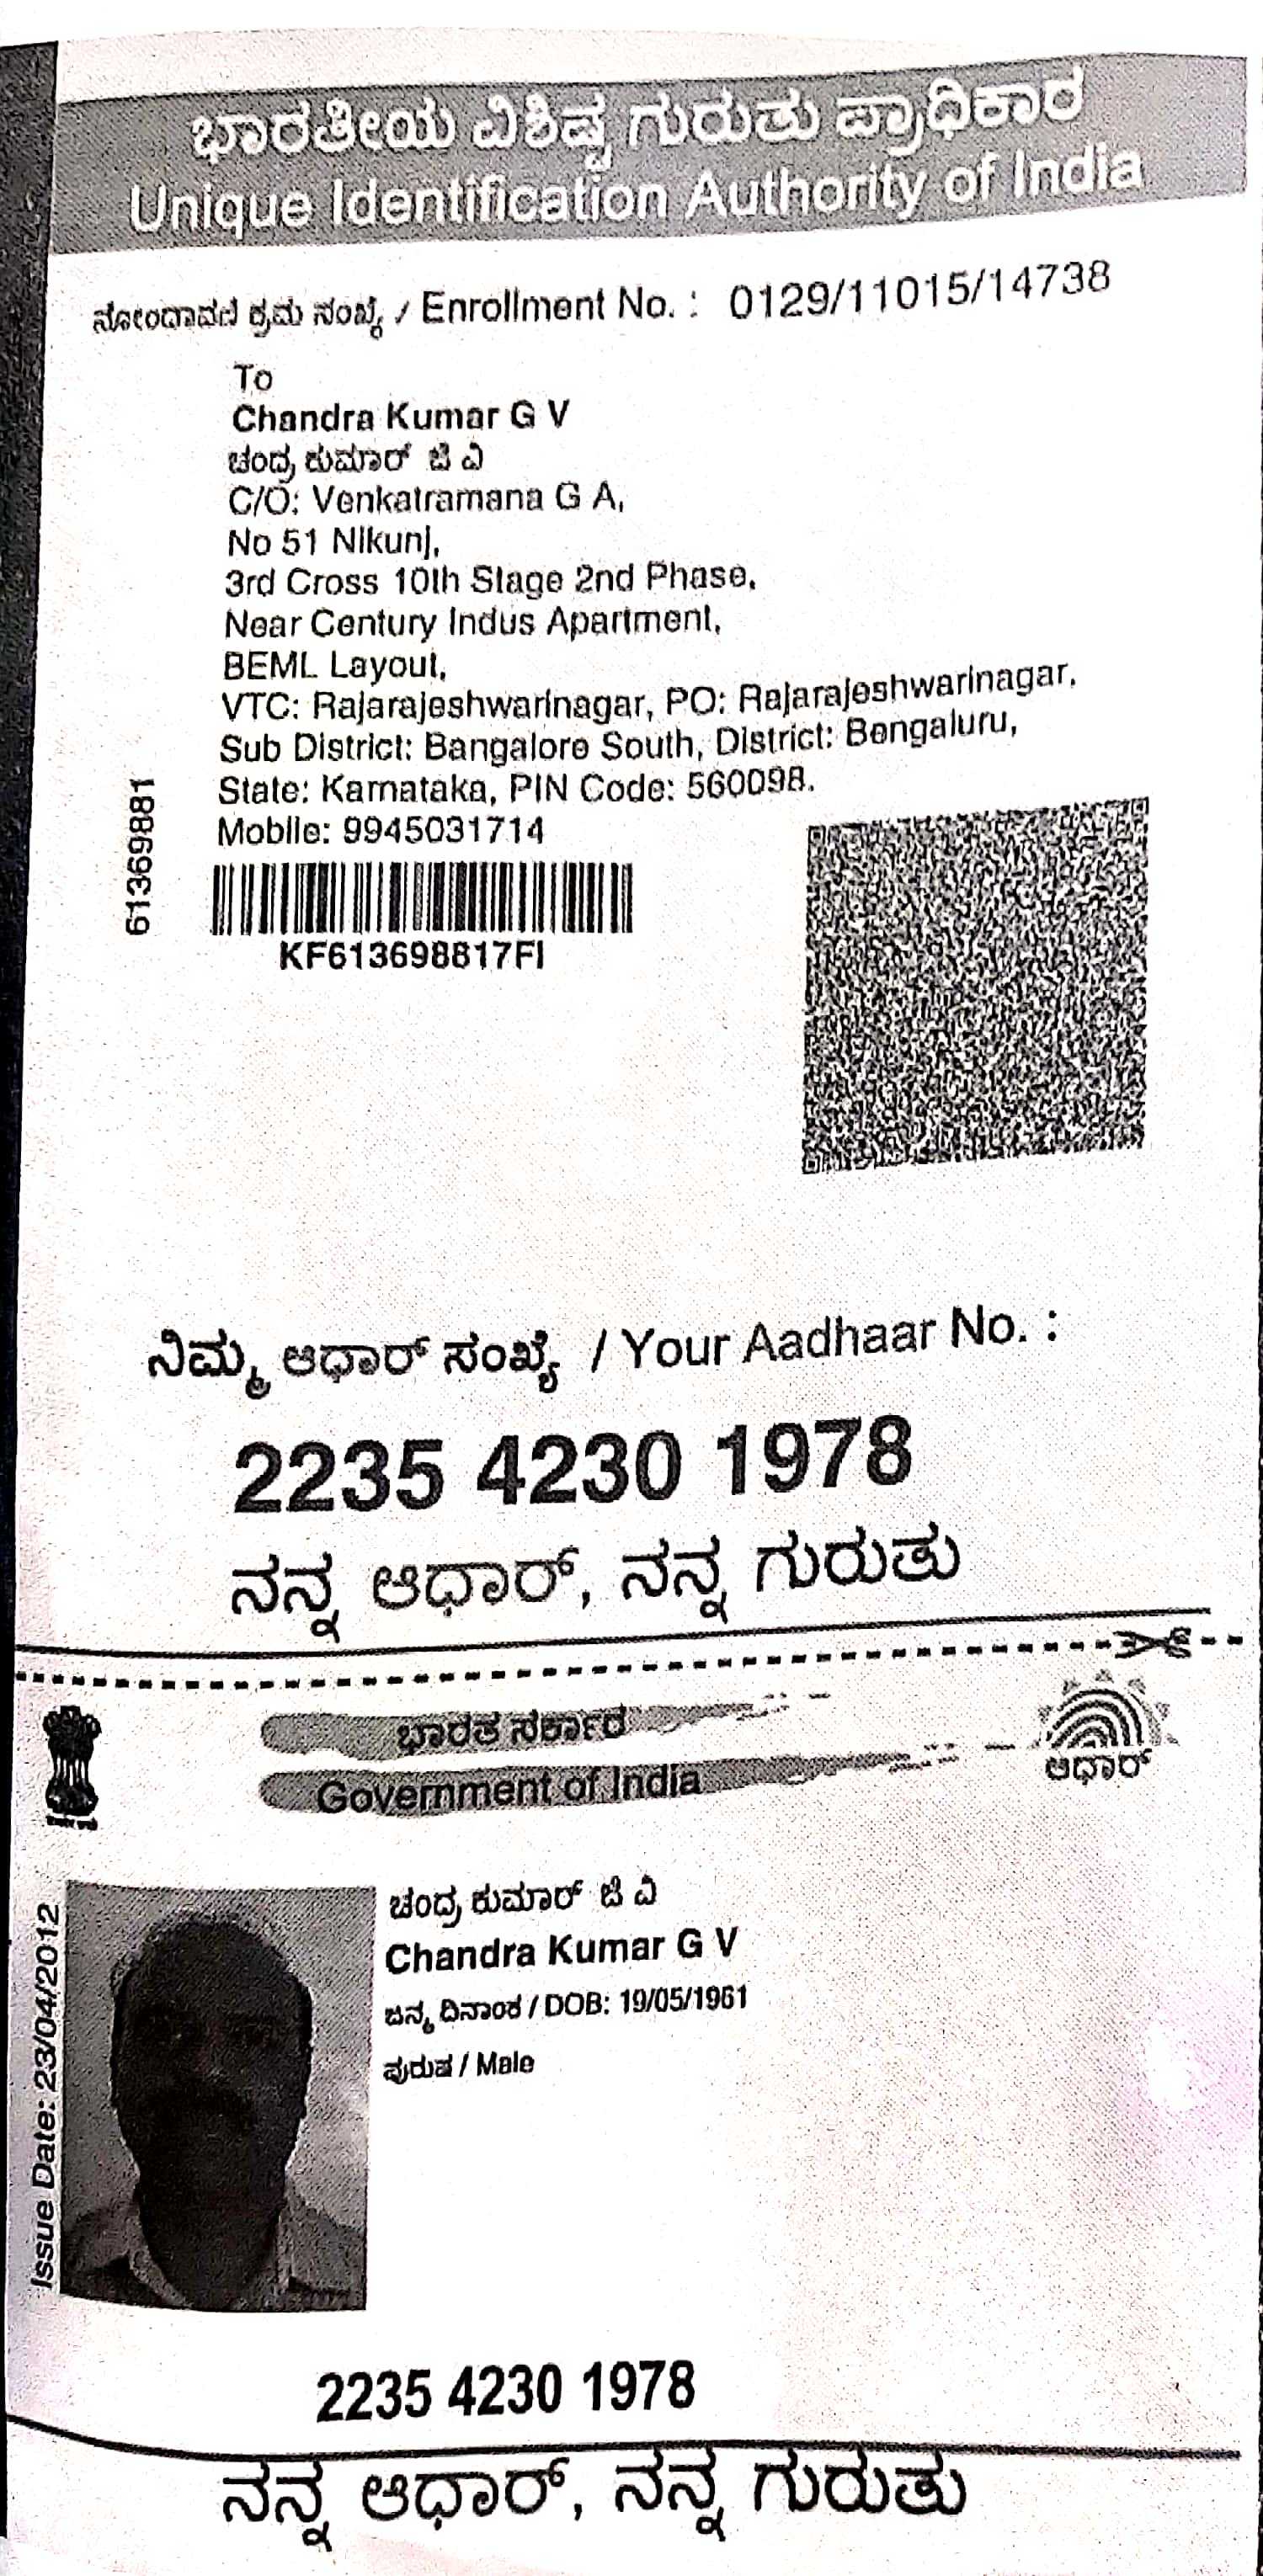 ಭಾರತೀಯ ವಿಶಿಷ್ಟ ಗುರುತು ಪ್ರಾಧಿಕಾರ
Unique Identification Authority of India
ನೋಂದಾವಣಿ ಕ್ರಮ ಸಂಖ್ಯೆ / Enrollment No. : 0129/11015/14738
To
Chandra Kumar G V
ಚಂದ್ರ ಕುಮಾರ್ ಜಿ ವಿ
C/O: Venkatramana G A,
No 51 Nikunj,
3rd Cross 10th Stage 2nd Phase,
Near Century Indus Apartment,
BEML Layout,
VTC: Rajarajeshwarinagar, PO: Rajarajeshwarinagar,
Sub District: Bangalore South, District: Bengaluru,
State: Karnataka, PIN Code: 560098.
Mobile: 9945031714
61369881
KF613698817FI
ನಿಮ್ಮ ಆಧಾರ್ ಸಂಖ್ಯೆ / Your Aadhaar No. :
2235 4230 1978
ನನ್ನ ಆಧಾರ್, ನನ್ನ ಗುರುತು
ಭಾರತ ಸರ್ಕಾರ
Government of India
ಆಧಾರ್
Issue Date: 23/04/2012
ಚಂದ್ರ ಕುಮಾರ್ ಜಿ ವಿ
Chandra Kumar G V
ಜನ್ಮ ದಿನಾಂಕ / DOB: 19/05/1961
ಪುರುಷ / Male
2235 4230 1978
ನನ್ನ ಆಧಾರ್, ನನ್ನ ಗುರುತು